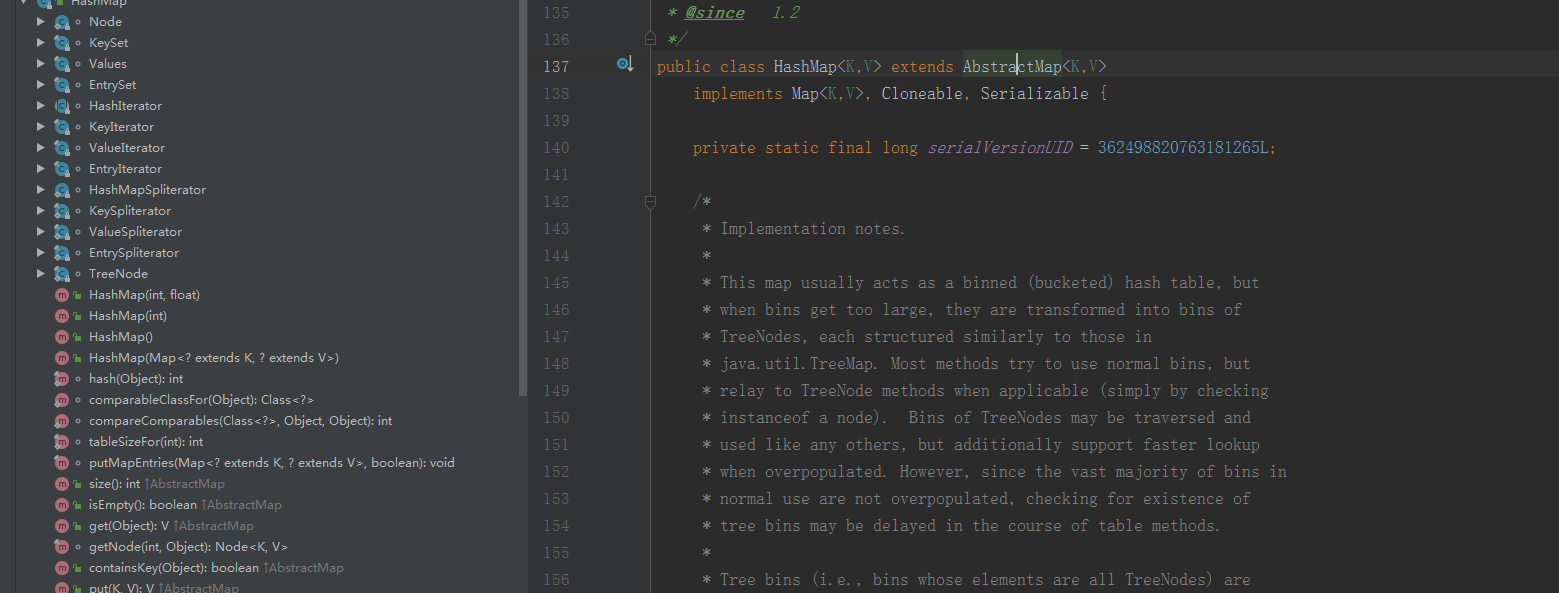 HashMap
Node
KeySet
Values
EntrySet
HashIterator
KeyIterator
ValueIterator
EntryIterator
HashMapSpliterator
KeySpliterator
ValueSpliterator
EntrySpliterator
TreeNode
HashMap(int, float)
HashMap(int)
HashMap()
HashMap(Map<? extends K, ? extends V>)
hash(Object): int
comparableClassFor(Object): Class<?>
compareComparables(Class<?>, Object, Object): int
tableSizeFor(int): int
putMapEntries(Map<? extends K, ? extends V>, boolean): void
size(): int ↑AbstractMap
isEmpty(): boolean ↑AbstractMap
get(Object): V ↑AbstractMap
getNode(int, Object): Node<K, V>
containsKey(Object): boolean ↑AbstractMap
put(K, V): V ↑AbstractMap
135 * @since 1.2
136 */
137 public class HashMap<K,V> extends AbstractMap<K,V>
138 implements Map<K,V>, Cloneable, Serializable {
139
140 private static final long serialVersionUID = 362498820763181265L;
141
142 /*
143 * Implementation notes.
144 *
145 * This map usually acts as a binned (bucketed) hash table, but
146 * when bins get too large, they are transformed into bins of
147 * TreeNodes, each structured similarly to those in
148 * java.util.TreeMap. Most methods try to use normal bins, but
149 * relay to TreeNode methods when applicable (simply by checking
150 * instanceof a node).  Bins of TreeNodes may be traversed and
151 * used like any others, but additionally support faster lookup
152 * when overpopulated. However, since the vast majority of bins in
153 * normal use are not overpopulated, checking for existence of
154 * tree bins may be delayed in the course of table methods.
155 *
156 * Tree bins (i.e., bins whose elements are all TreeNodes) are